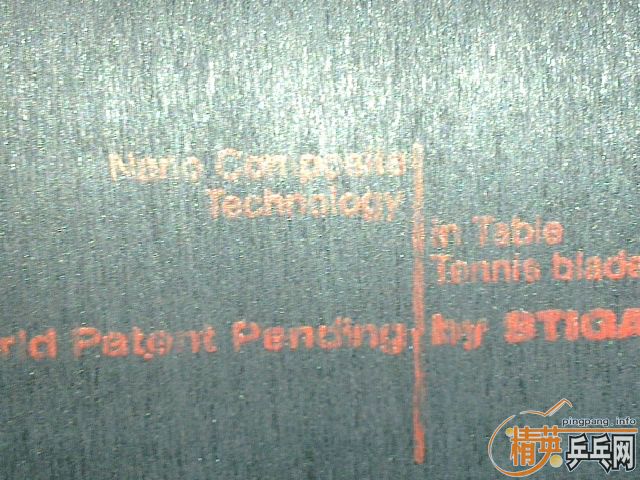 Nano Composite
Technology
in Table
Tennis blade
rld Patent Pending, by STIGA
pingpang.info
精英乒乓网